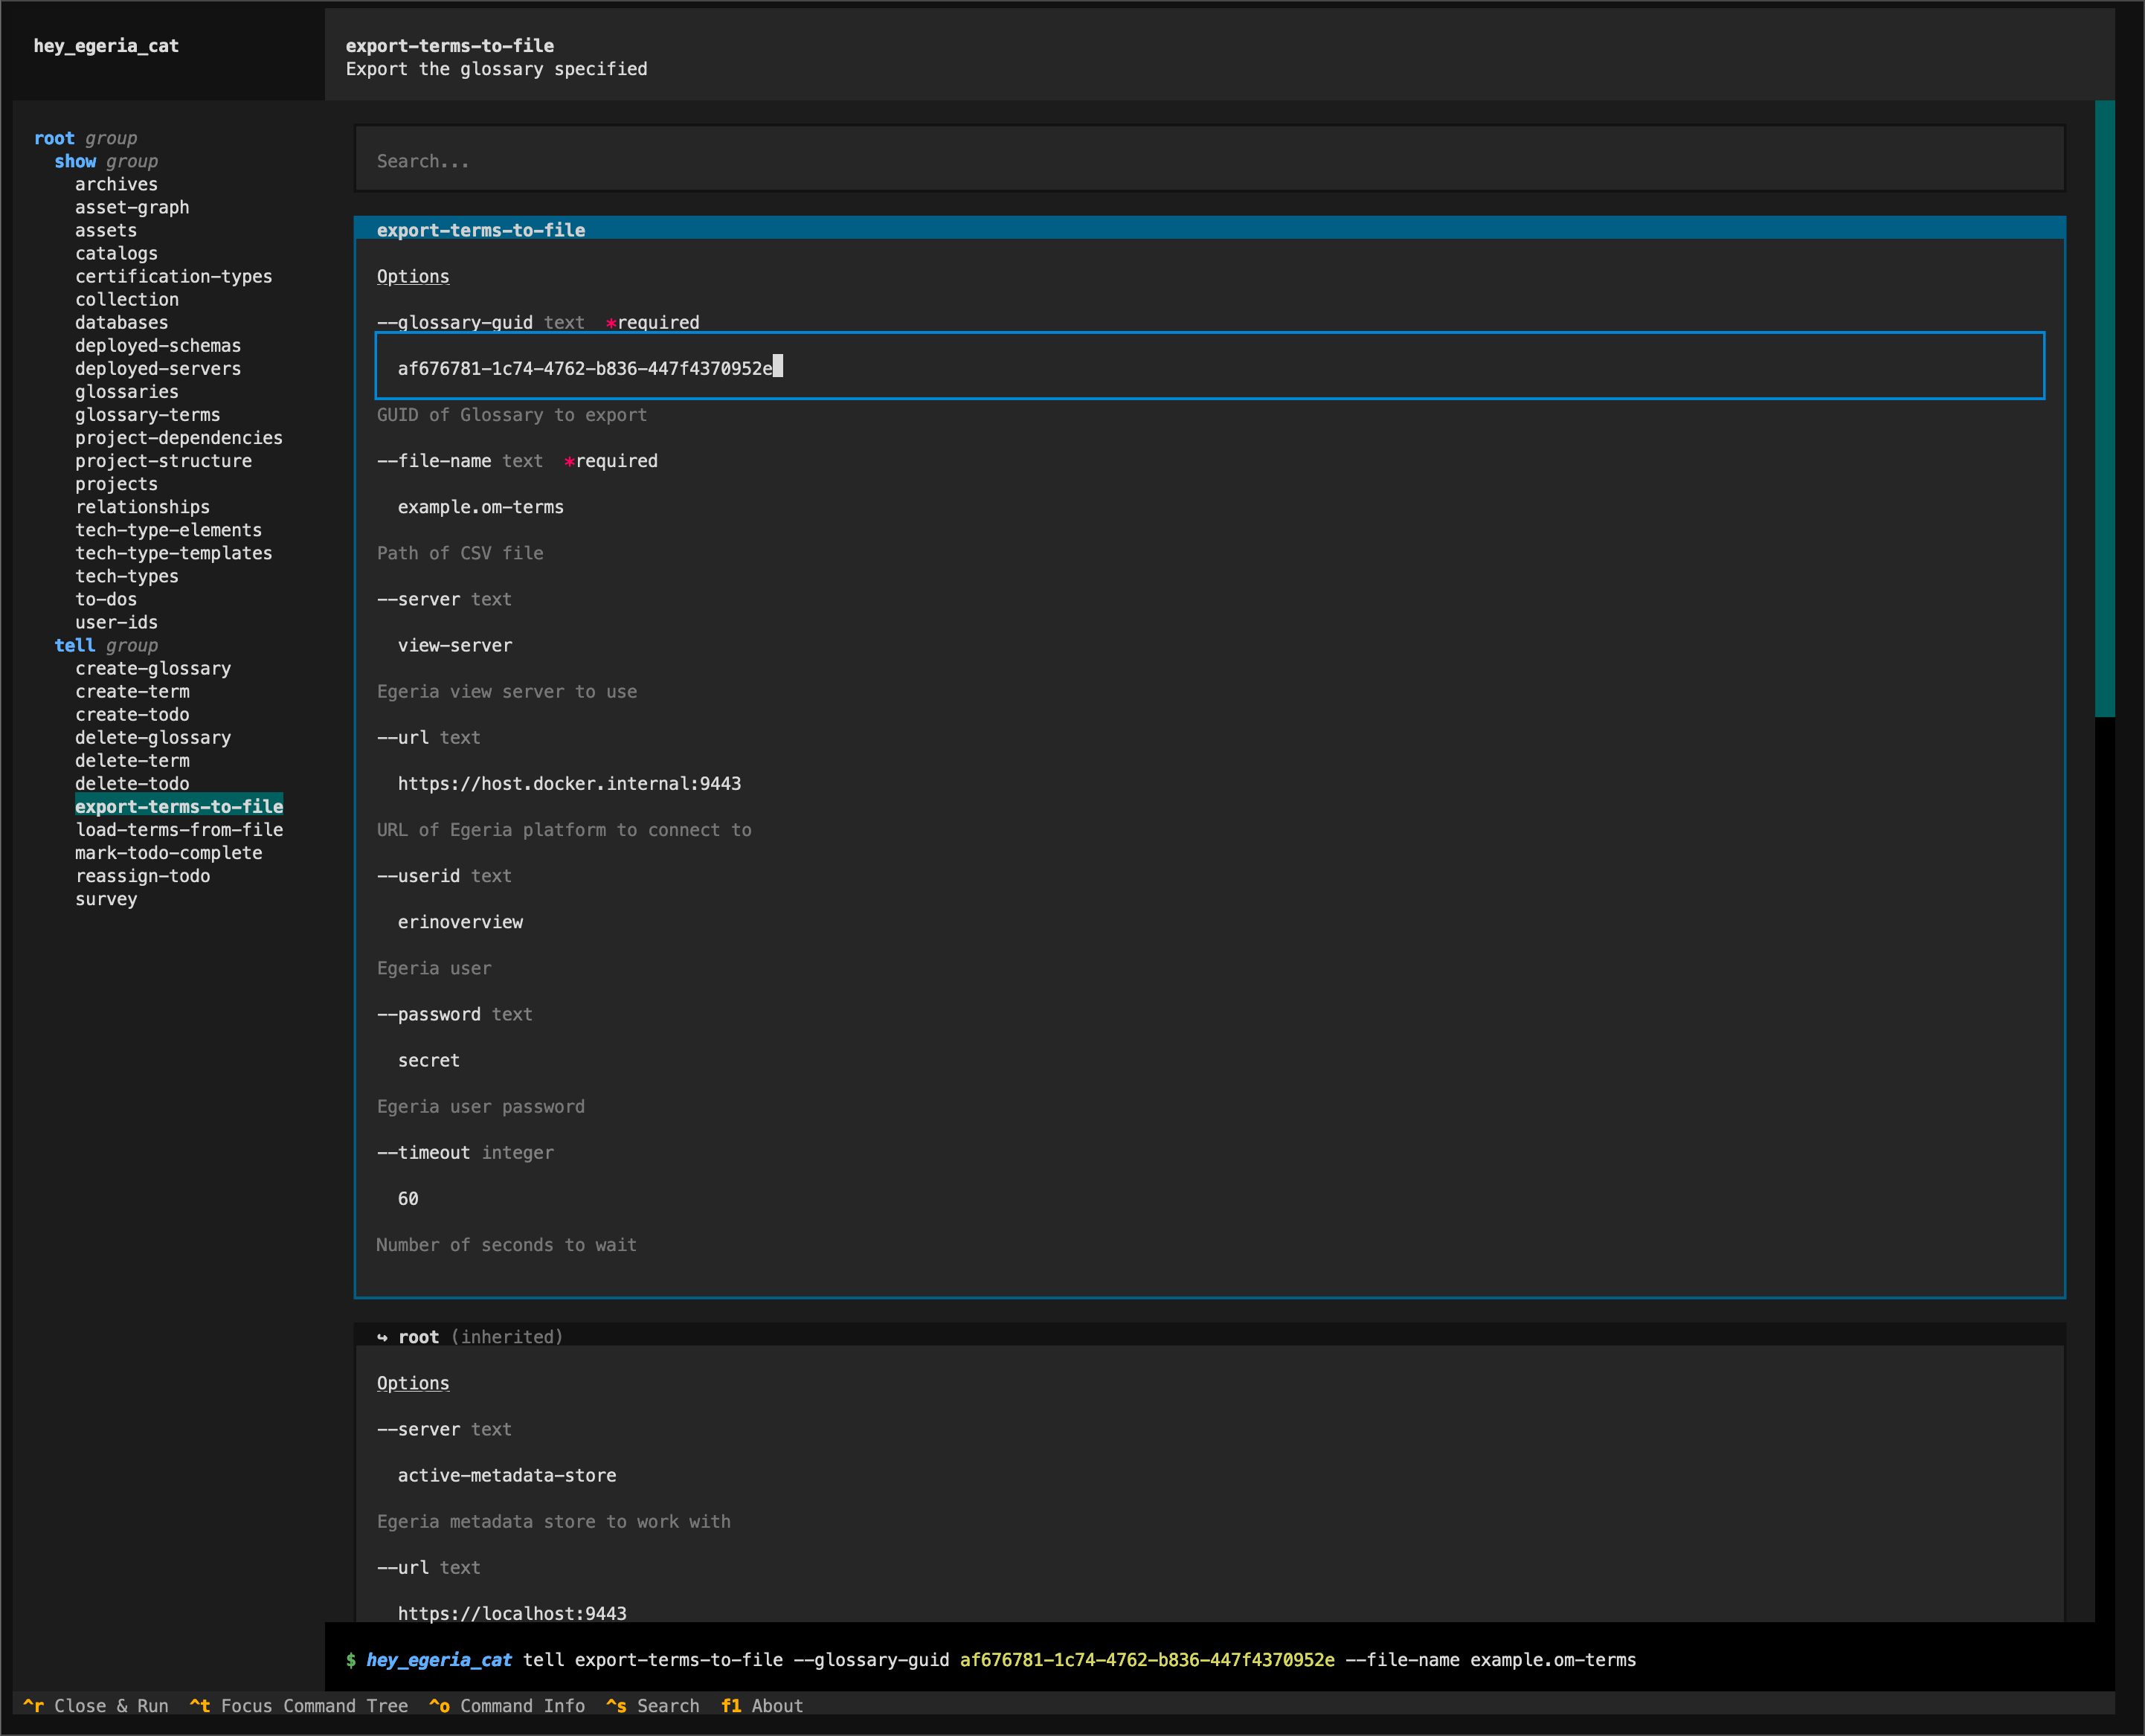 hey_egeria_cat
export-terms-to-file
Export the glossary specified
root group
show group
archives
asset-graph
assets
catalogs
certification-types
collection
databases
deployed-schemas
deployed-servers
glossaries
glossary-terms
project-dependencies
project-structure
projects
relationships
tech-type-elements
tech-type-templates
tech-types
to-dos
user-ids
tell group
create-glossary
create-term
create-todo
delete-glossary
delete-term
delete-todo
export-terms-to-file
load-terms-from-file
mark-todo-complete
reassign-todo
survey
Search...
export-terms-to-file
Options
--glossary-guid text *required
af676781-1c74-4762-b836-447f4370952e
GUID of Glossary to export
--file-name text *required
example.om-terms
Path of CSV file
--server text
view-server
Egeria view server to use
--url text
https://host.docker.internal:9443
URL of Egeria platform to connect to
--userid text
erinoverview
Egeria user
--password text
secret
Egeria user password
--timeout integer
60
Number of seconds to wait
↪ root (inherited)
Options
--server text
active-metadata-store
Egeria metadata store to work with
--url text
https://localhost:9443
$ hey_egeria_cat tell export-terms-to-file --glossary-guid af676781-1c74-4762-b836-447f4370952e --file-name example.om-terms
^r Close & Run ^t Focus Command Tree ^o Command Info ^s Search f1 About